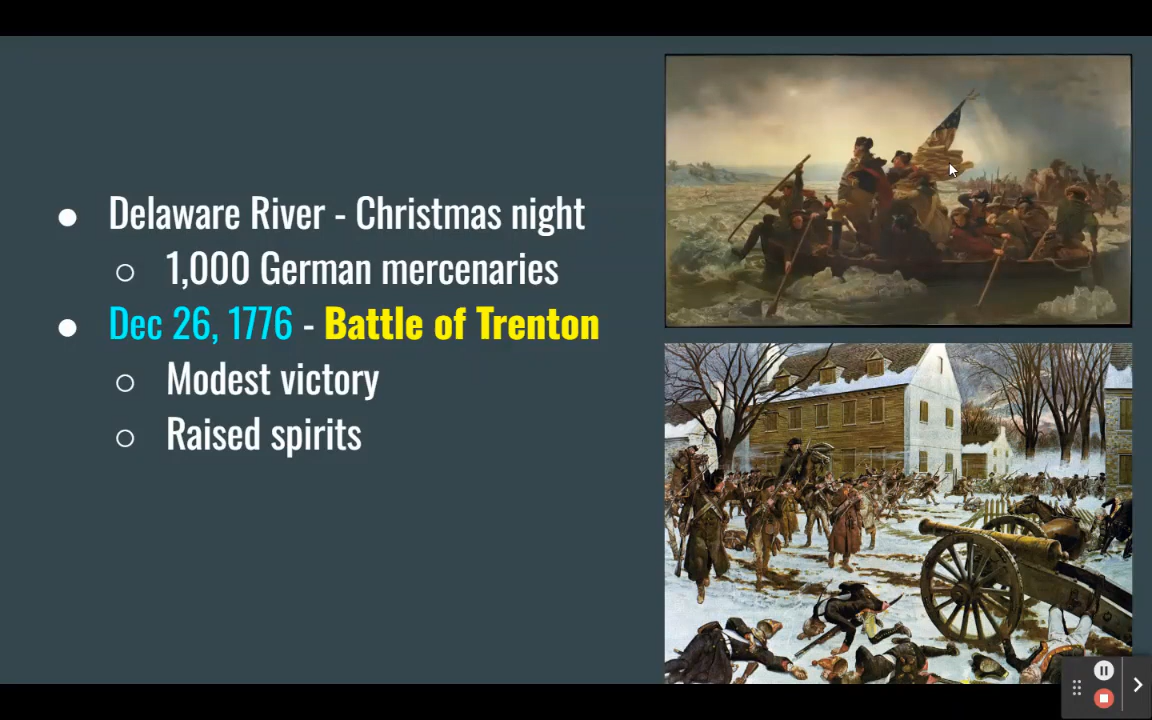 Delaware River - Christmas night
1,000 German mercenaries
Dec 26, 1776 - Battle of Trenton
Modest victory
Raised spirits